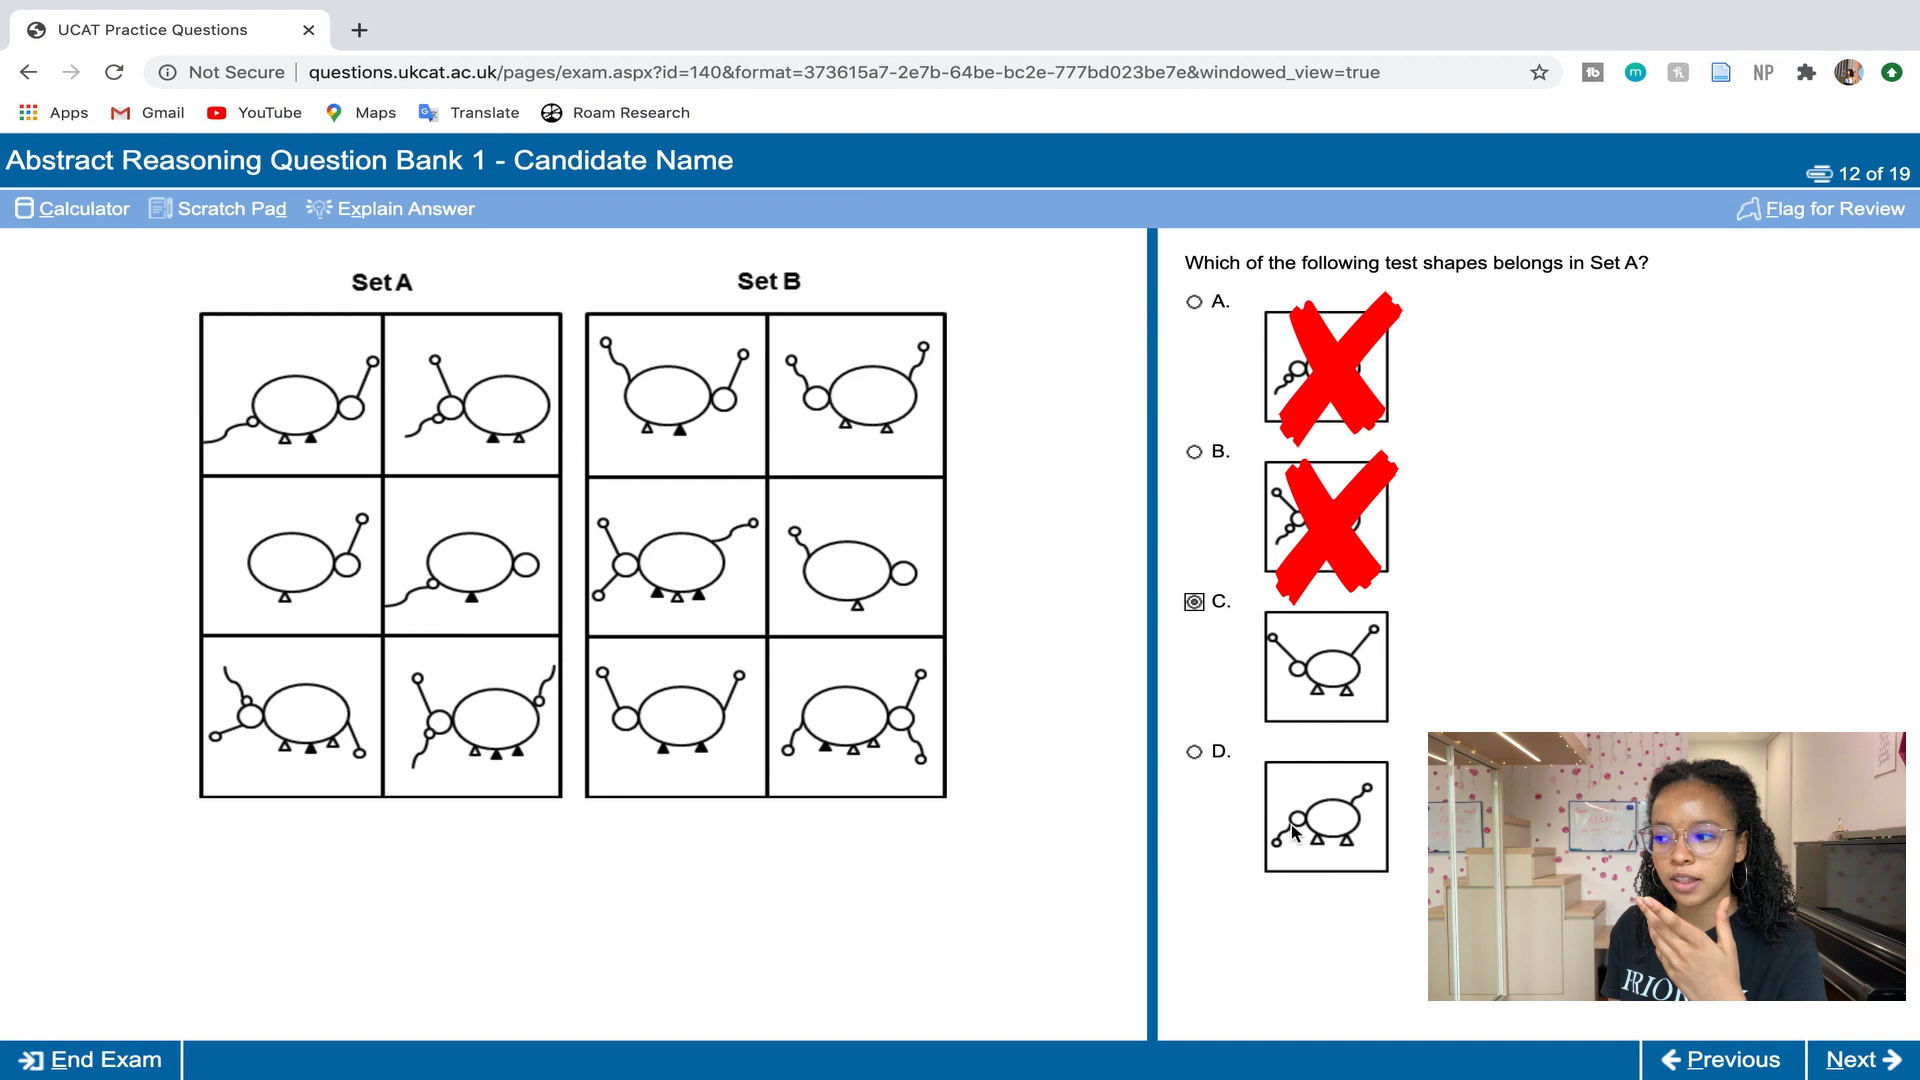 UCAT Practice Questions
Not Secure
questions.ukcat.ac.uk/pages/exam.aspx?id=140&format=373615a7-2e7b-64be-bc2e-777bd023be7e&windowed_view=true
NP
Apps
Gmail
YouTube
Maps
Translate
Roam Research
Abstract Reasoning Question Bank 1 - Candidate Name
12 of 19
Calculator
Scratch Pad
Explain Answer
Flag for Review
Set A
Set B
Which of the following test shapes belongs in Set A?
A.
B.
C.
D.
End Exam
Previous
Next